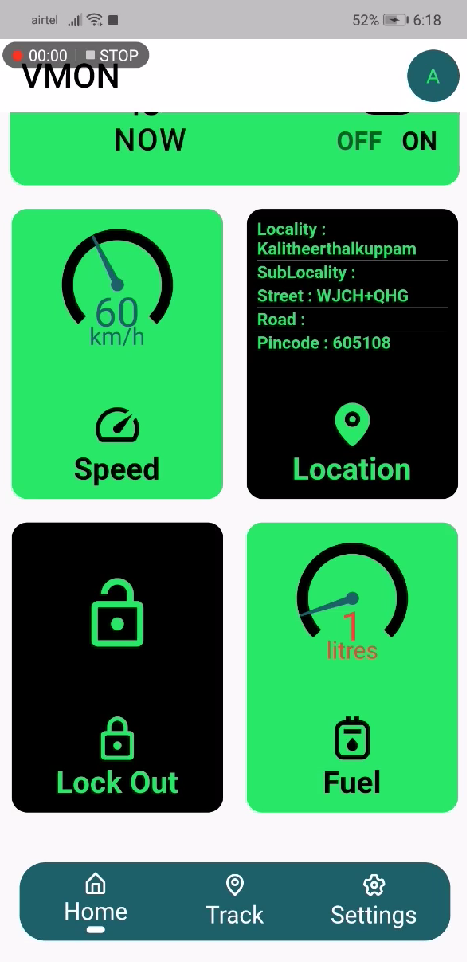 airtel 52% 6:18
00:00 STOP
VMON A
NOW OFF ON
60
km/h
Speed
Locality :
Kalitheerthalkuppam
SubLocality :
Street : WJCH+QHG
Road :
Pincode : 605108
Location
Lock Out
1
litres
Fuel
Home Track Settings